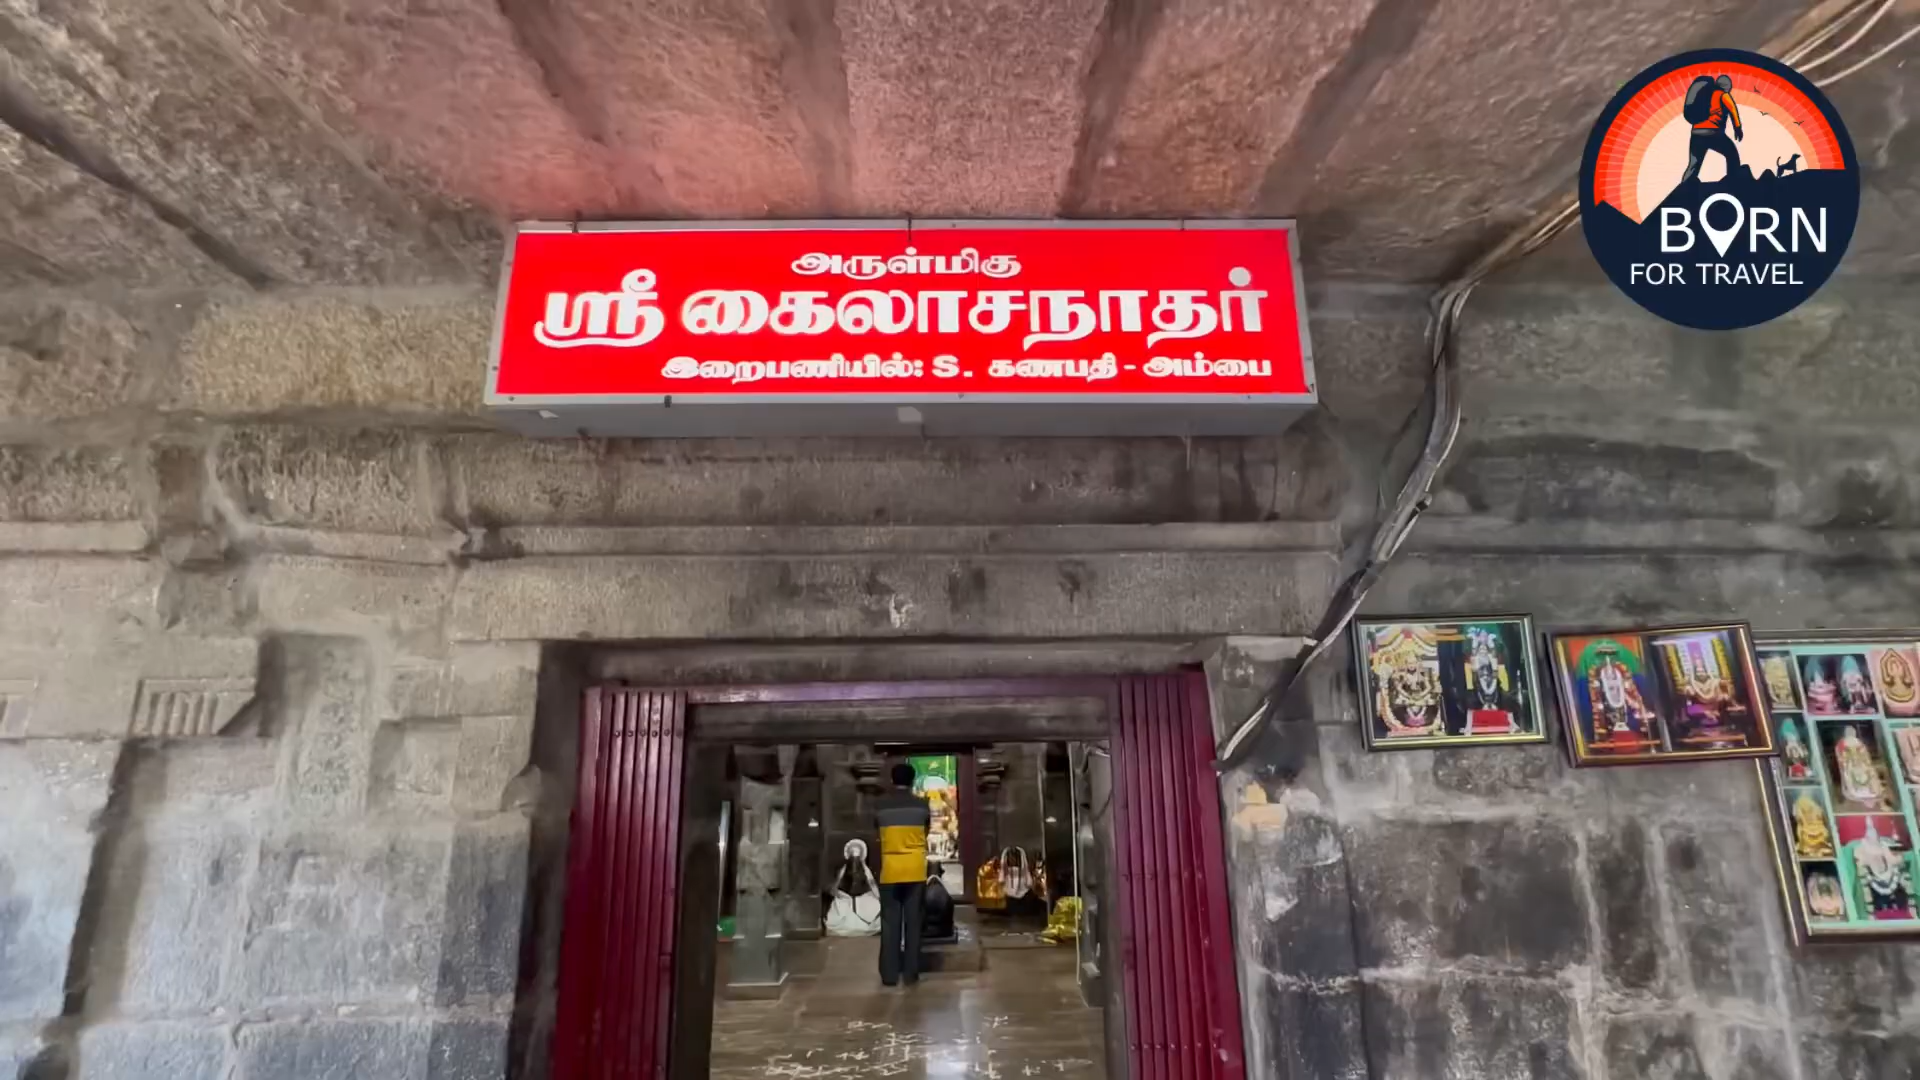 அருள்மிகு
ஸ்ரீ கைலாசநாதர்
இறைபணியில்: S. கணபதி - அம்பை
BORN
FOR TRAVEL